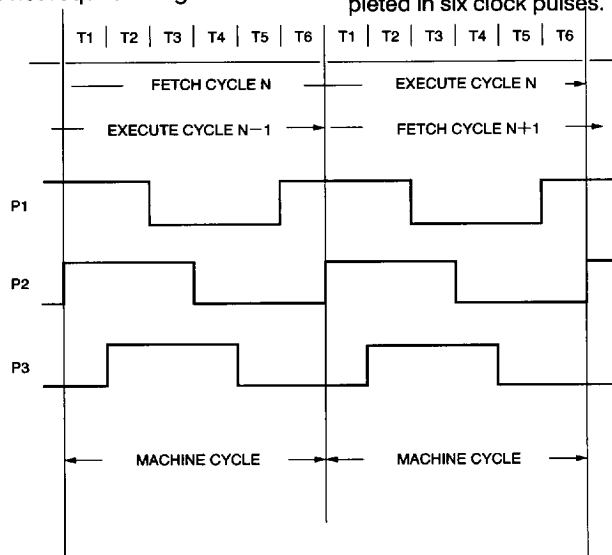 pleted in six clock pulses.
T1 | T2 | T3 | T4 | T5 | T6 | T1 | T2 | T3 | T4 | T5 | T6
FETCH CYCLE N EXECUTE CYCLE N
EXECUTE CYCLE N−1 FETCH CYCLE N+1
P1
P2
P3
MACHINE CYCLE MACHINE CYCLE